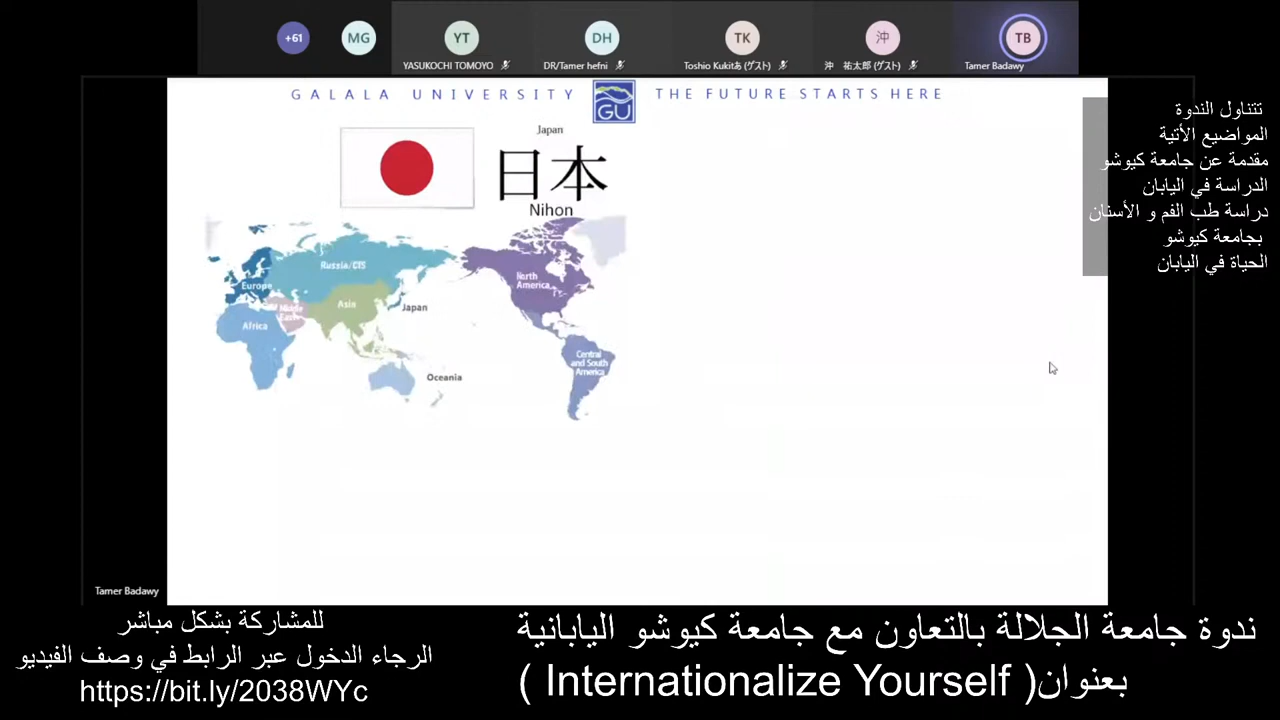 +61
MG
YT
DH
TK
沖
TB
YASUKOCHI TOMOYO
DR/Tamer hefni
Toshio Kukitあ (ゲスト)
沖 祐太郎 (ゲスト)
Tamer Badawy
GALALA UNIVERSITY
GU
THE FUTURE STARTS HERE
Japan
日本
Nihon
Russia/CIS
Europe
North
America
Middle
East
Asia
Japan
Africa
Central
and South
America
Oceania
تتناول الندوة
المواضيع الأتية
مقدمة عن جامعة كيوشو
الدراسة في اليابان
دراسة طب الفم و الأسنان
بجامعة كيوشو
الحياة في اليابان
Tamer Badawy
للمشاركة بشكل مباشر
الرجاء الدخول عبر الرابط في وصف الفيديو
https://bit.ly/2038WYc
ندوة جامعة الجلالة بالتعاون مع جامعة كيوشو اليابانية
بعنوان( Internationalize Yourself )